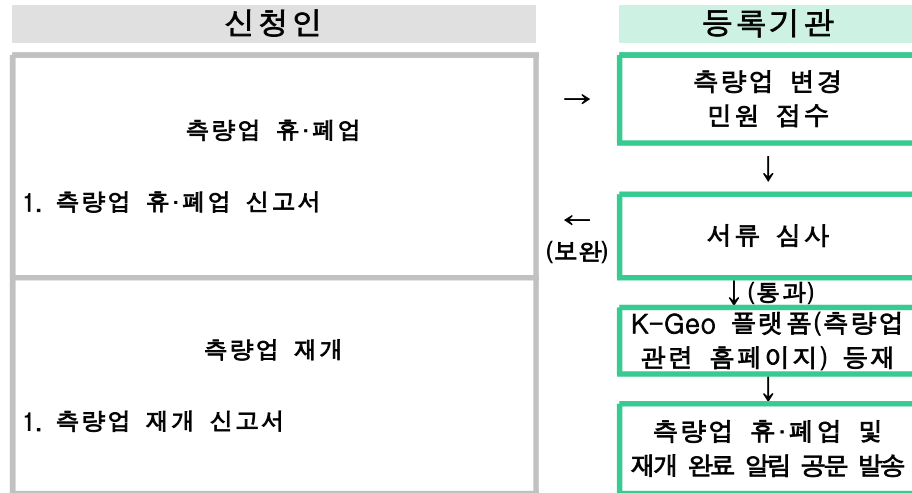 신청인
측량업 휴·폐업
1. 측량업 휴·폐업 신고서
측량업 재개
1. 측량업 재개 신고서
→
←
(보완)
등록기관
측량업 변경
민원 접수
↓
서류 심사
↓(통과)
K-Geo 플랫폼(측량업
관련 홈페이지) 등재
↓
측량업 휴·폐업 및
재개 완료 알림 공문 발송